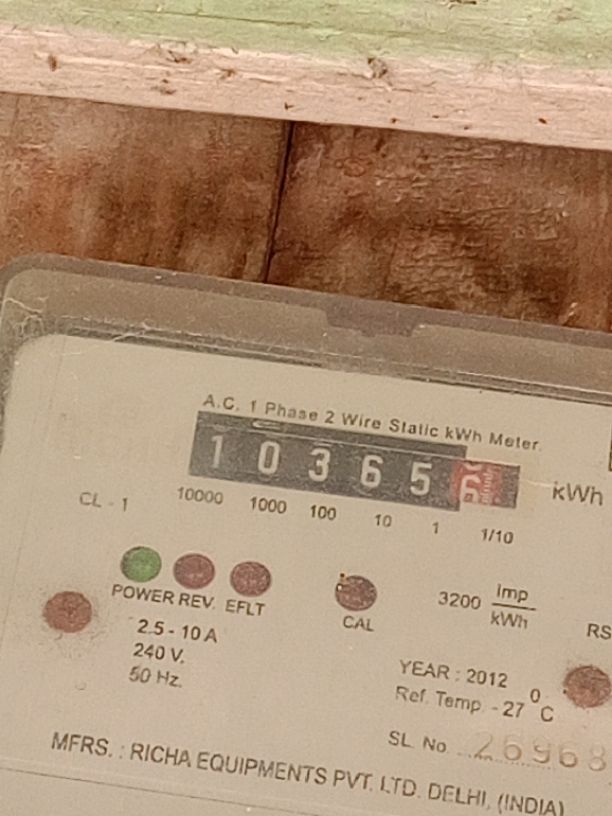 A.C. 1 Phase 2 Wire Static kWh Meter.
1 0 3 6 5 6 kWh
CL - 1 10000 1000 100 10 1 1/10
POWER REV. EFLT CAL 3200 Imp/kWh
RS
2.5 - 10 A
240 V.
50 Hz.
YEAR : 2012
Ref. Temp. - 27 °C
SL. No. 26968
MFRS. : RICHA EQUIPMENTS PVT. LTD. DELHI, (INDIA)